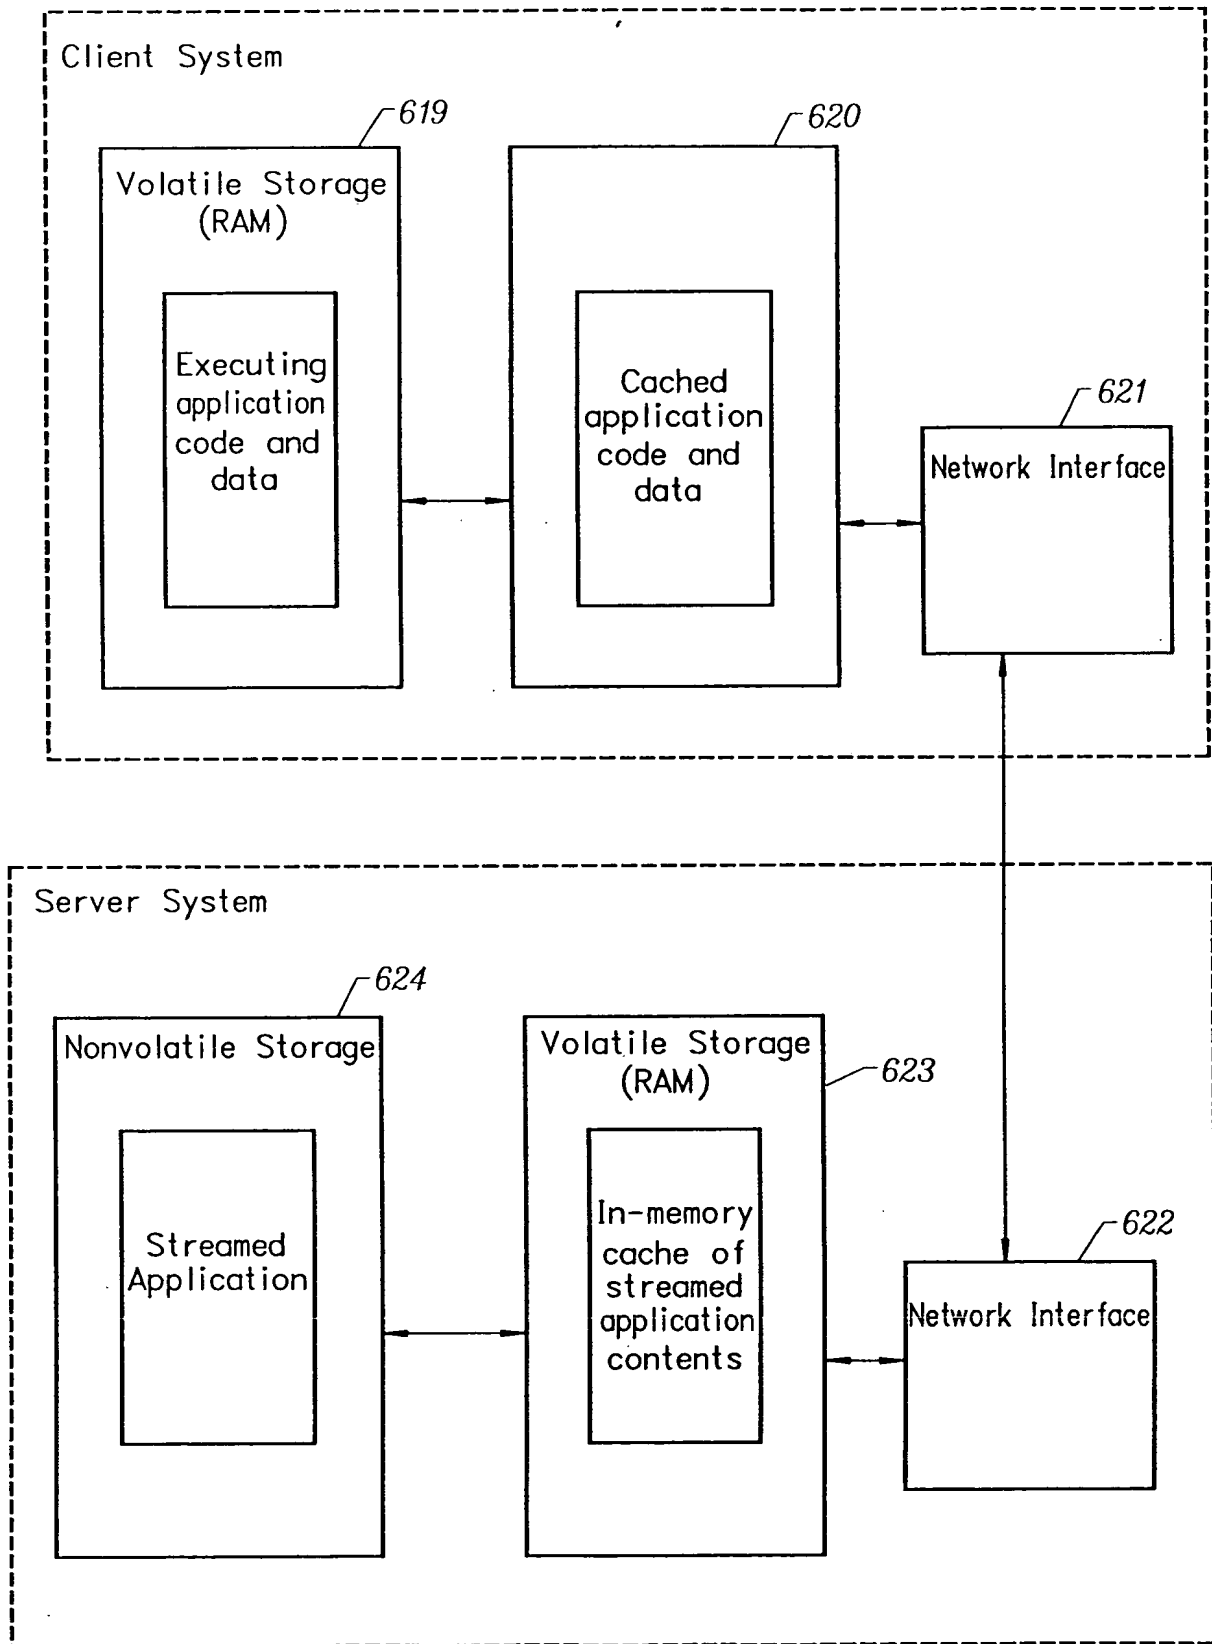 Client System
619
620
Volatile Storage
(RAM)
Executing
application
code and
data
Cached
application
code and
data
621
Network Interface
Server System
624
Nonvolatile Storage
Streamed
Application
Volatile Storage
(RAM)
623
In-memory
cache of
streamed
application
contents
622
Network Interface